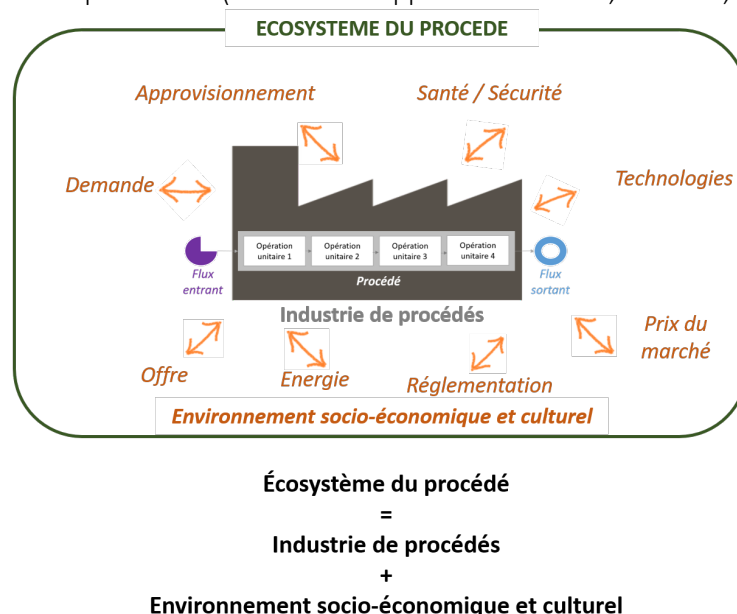 ECOSYSTEME DU PROCEDE
Approvisionnement
Santé / Sécurité
Demande
Technologies
Opération
unitaire 1
Opération
unitaire 2
Opération
unitaire 3
Opération
unitaire 4
Flux
entrant
Procédé
Flux
sortant
Industrie de procédés
Prix du
marché
Offre
Energie
Réglementation
Environnement socio-économique et culturel
Écosystème du procédé
=
Industrie de procédés
+
Environnement socio-économique et culturel